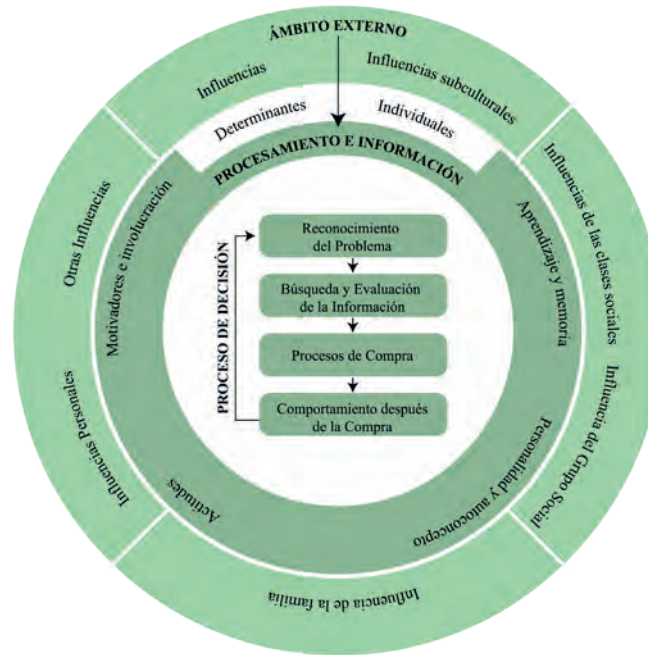 ÁMBITO EXTERNO
Influencias
Influencias subculturales
Determinantes
Individuales
PROCESAMIENTO E INFORMACIÓN
Otras Influencias
Motivadores e involucración
Aprendizaje y memoria
Influencias de las clases sociales
PROCESO DE DECISIÓN
Reconocimiento
del Problema
Búsqueda y Evaluación
de la Información
Procesos de Compra
Comportamiento después
de la Compra
Influencias Personales
Actitudes
Personalidad y autoconcepto
Influencia del Grupo Social
Influencia de la familia